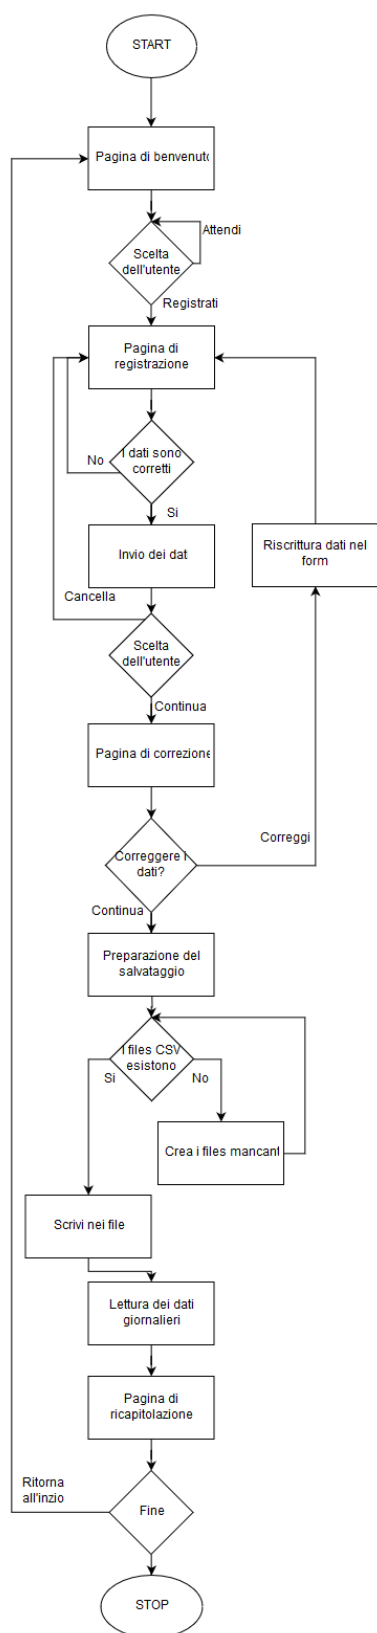 START
Pagina di benvenuto
Attendi
Scelta
dell'utente
Registrati
Pagina di
registrazione
I dati sono
corretti
No
Si
Invio dei dat
Riscrittura dati nel
form
Cancella
Scelta
dell'utente
Continua
Pagina di correzione
Correggere i
dati?
Correggi
Continua
Preparazione del
salvataggio
I files CSV
esistono
Si
No
Crea i files mancant
Scrivi nei file
Lettura dei dati
giornalieri
Pagina di
ricapitolazione
Ritorna
all'inzio
Fine
STOP